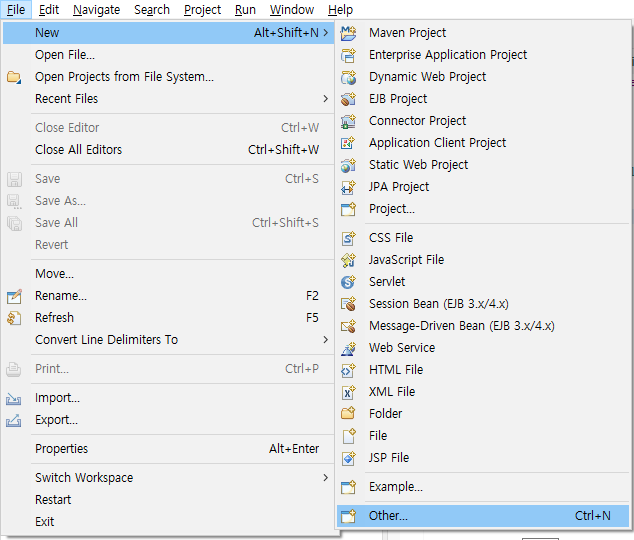 File Edit Navigate Search Project Run Window Help
New Alt+Shift+N
Open File...
Open Projects from File System...
Recent Files
Close Editor Ctrl+W
Close All Editors Ctrl+Shift+W
Save Ctrl+S
Save As...
Save All Ctrl+Shift+S
Revert
Move...
Rename... F2
Refresh F5
Convert Line Delimiters To
Print... Ctrl+P
Import...
Export...
Properties Alt+Enter
Switch Workspace
Restart
Exit
Maven Project
Enterprise Application Project
Dynamic Web Project
EJB Project
Connector Project
Application Client Project
Static Web Project
JPA Project
Project...
CSS File
JavaScript File
Servlet
Session Bean (EJB 3.x/4.x)
Message-Driven Bean (EJB 3.x/4.x)
Web Service
HTML File
XML File
Folder
File
JSP File
Example...
Other... Ctrl+N